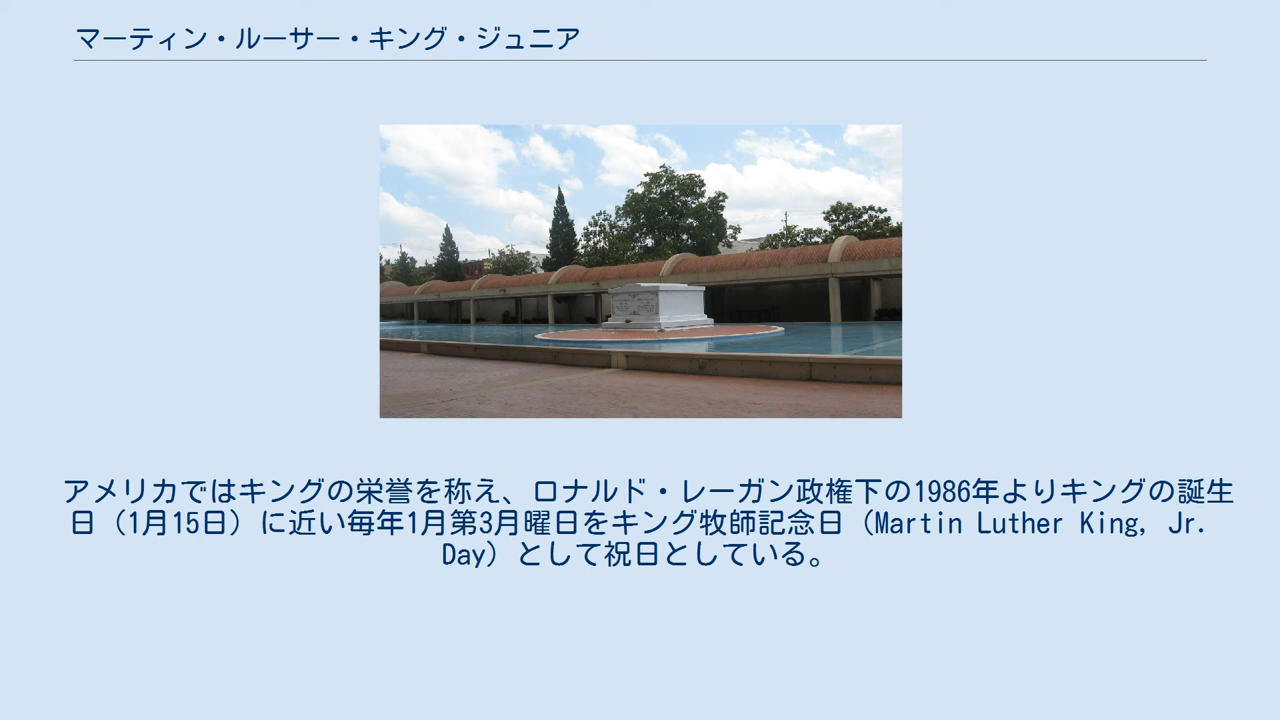 マーティン・ルーサー・キング・ジュニア
アメリカではキングの栄誉を称え、ロナルド・レーガン政権下の1986年よりキングの誕生
日（1月15日）に近い毎年1月第3月曜日をキング牧師記念日（Martin Luther King, Jr.
Day）として祝日としている。